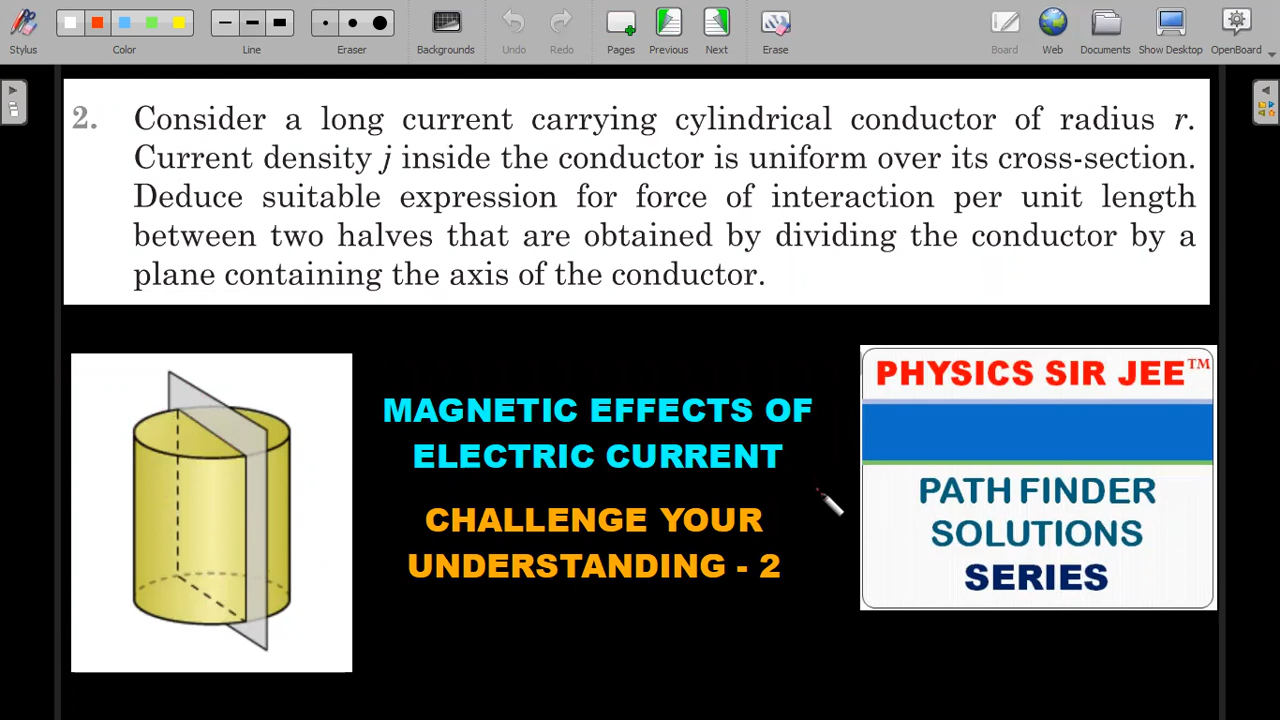 Stylus
Color
Line
Eraser
Backgrounds
Undo
Redo
Pages
Previous
Next
Erase
Board
Web
Documents
Show Desktop
OpenBoard
2. Consider a long current carrying cylindrical conductor of radius r.
Current density j inside the conductor is uniform over its cross-section.
Deduce suitable expression for force of interaction per unit length
between two halves that are obtained by dividing the conductor by a
plane containing the axis of the conductor.
MAGNETIC EFFECTS OF
ELECTRIC CURRENT
CHALLENGE YOUR
UNDERSTANDING - 2
PHYSICS SIR JEE™
PATH FINDER
SOLUTIONS
SERIES